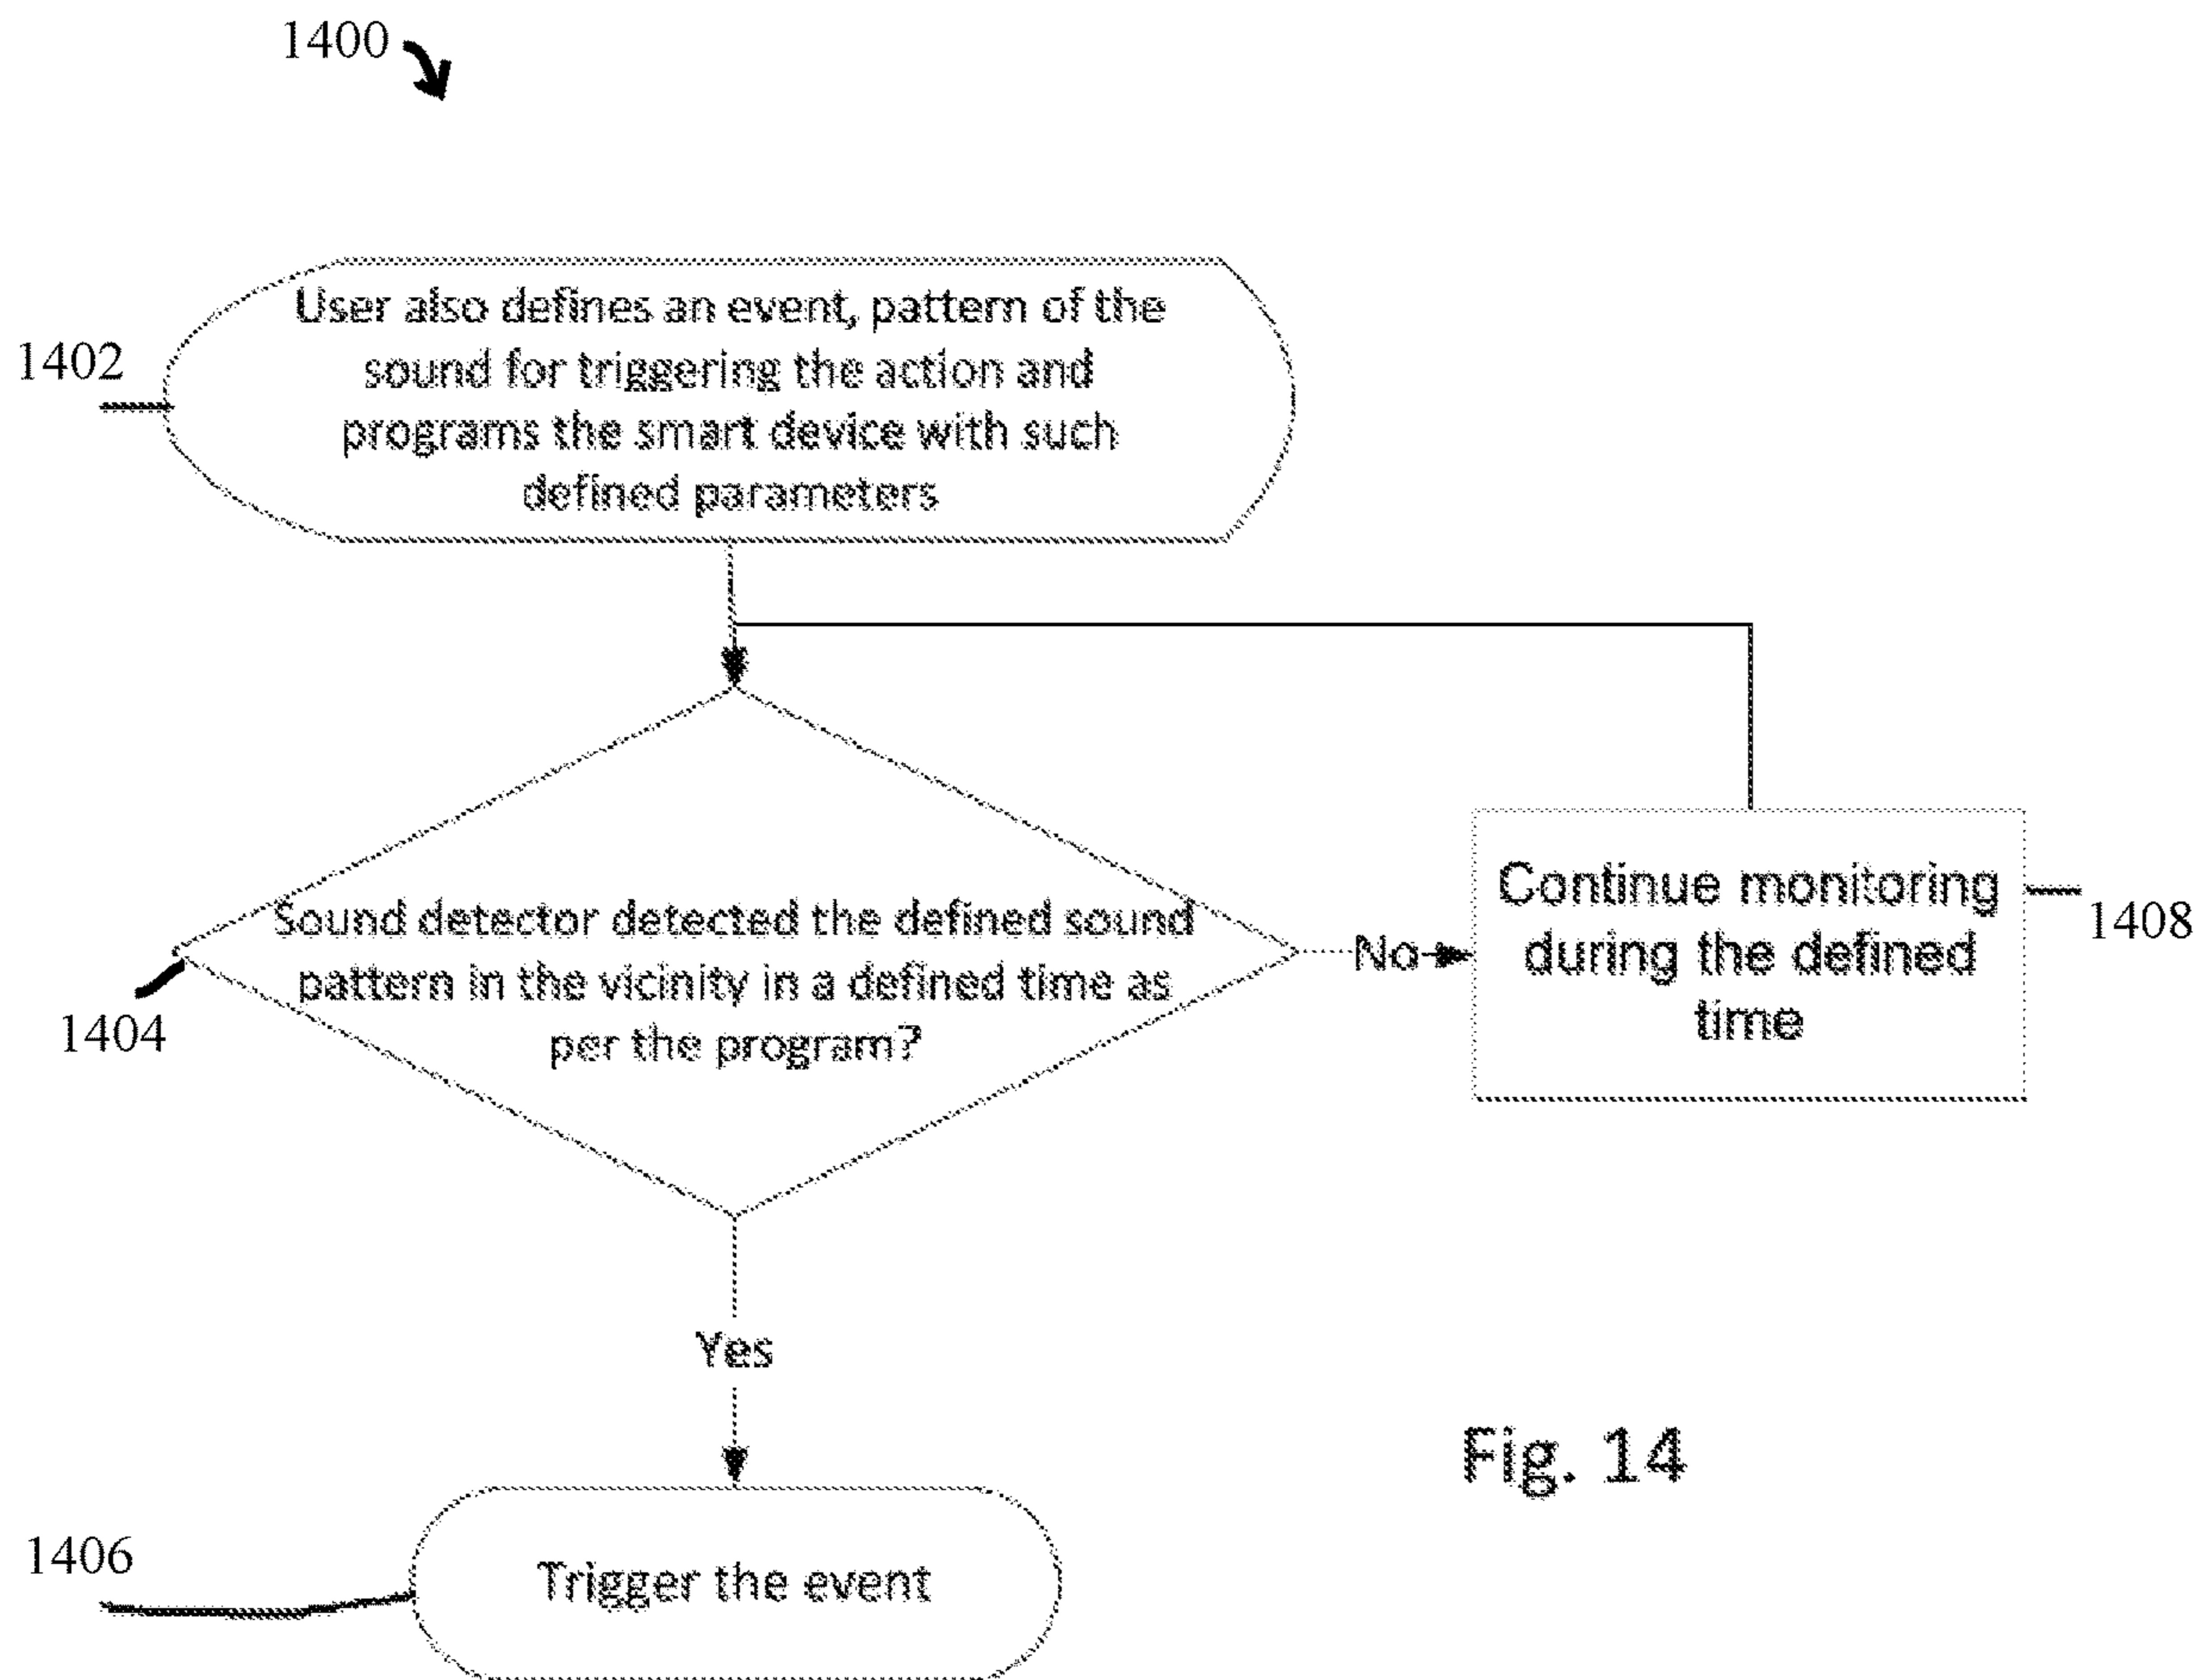 1400
User also defines an event, pattern of the
sound for triggering the action and
programs the smart device with such
defined parameters
1402
Sound detector detected the defined sound
pattern in the vicinity in a defined time as
per the program?
1404
No
Continue monitoring
during the defined
time
1408
Yes
Trigger the event
1406
Fig. 14